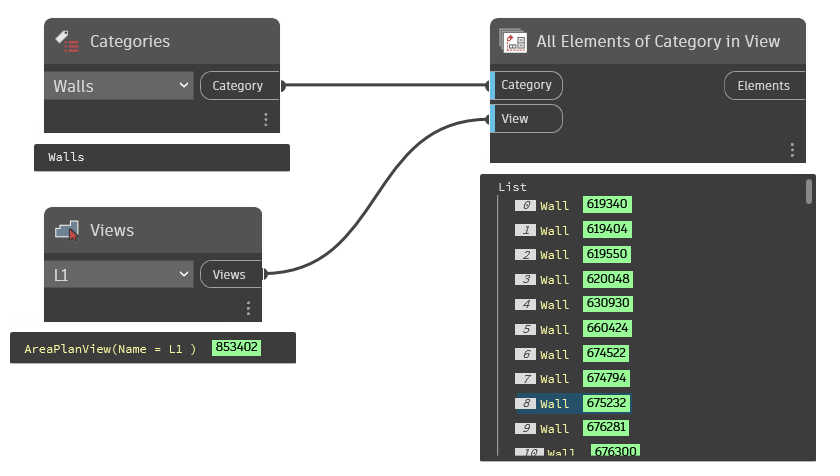 Categories
Walls
Category
Walls
Views
L1
Views
AreaPlanView(Name = L1 ) 853402
All Elements of Category in View
Category
Elements
View
List
0 Wall 619340
1 Wall 619404
2 Wall 619550
3 Wall 620048
4 Wall 630930
5 Wall 660424
6 Wall 674522
7 Wall 674794
8 Wall 675232
9 Wall 676281
10 Wall 676300